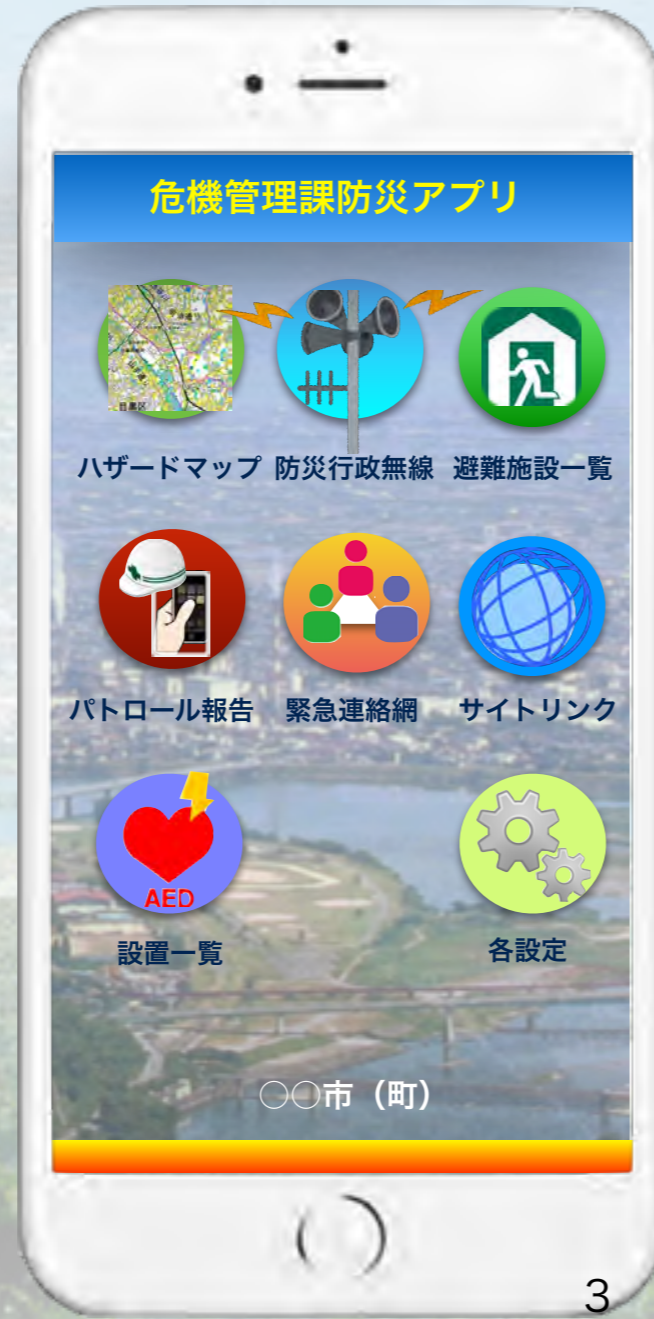 危機管理課防災アプリ
目黒区
ハザードマップ 防災行政無線 避難施設一覧
パトロール報告 緊急連絡網 サイトリンク
AED
設置一覧 各設定
○○市（町）
3